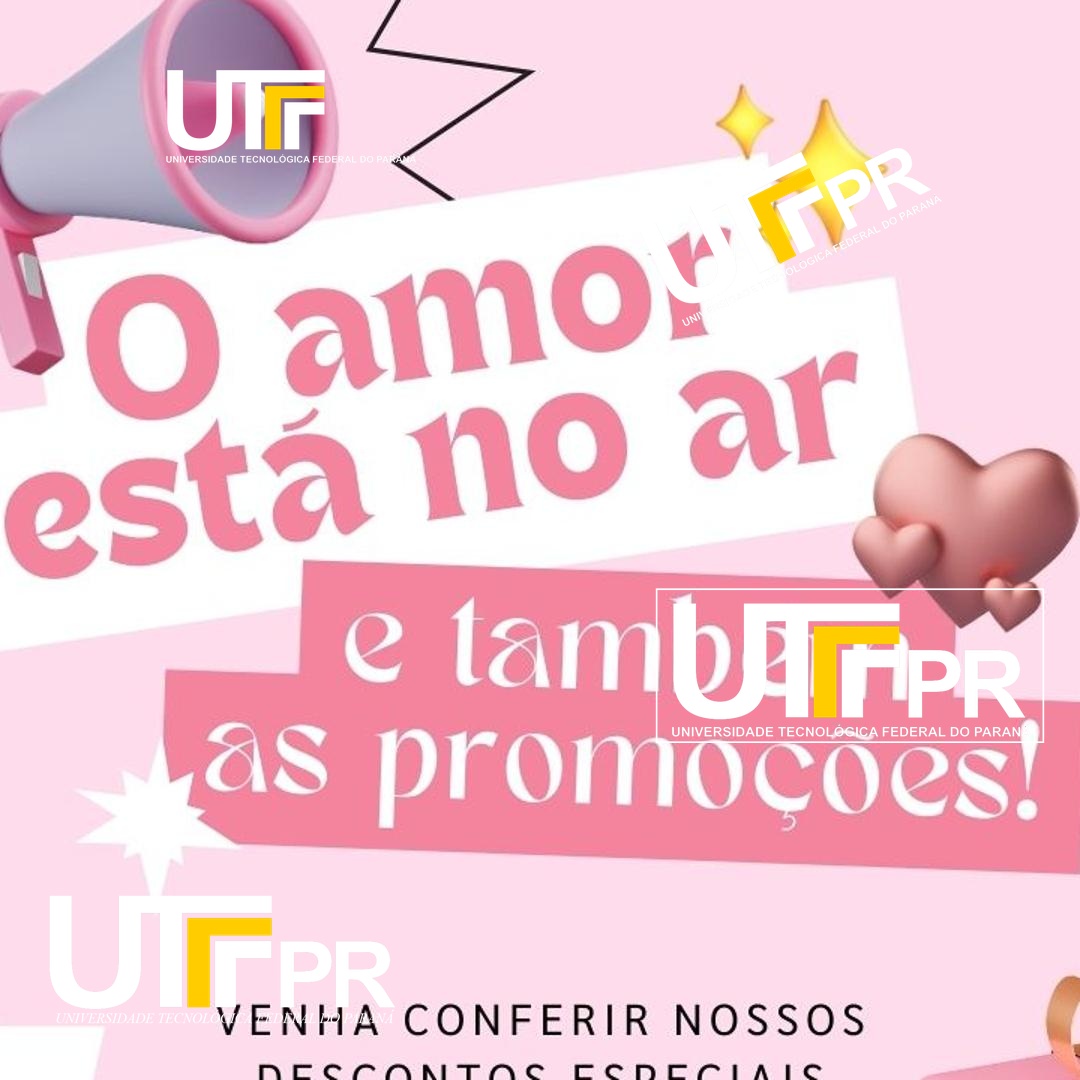 UTF
UNIVERSIDADE TECNOLÓGICA FEDERAL DO PARANÁ
UTFPR
UNIVERSIDADE TECNOLÓGICA FEDERAL DO PARANÁ
O amor
está no ar
e também
UTFPR
UNIVERSIDADE TECNOLÓGICA FEDERAL DO PARANÁ
as promoções!
UTFPR
UNIVERSIDADE TECNOLÓGICA FEDERAL DO PARANÁ
VENHA CONFERIR NOSSOS
DESCONTOS ESPECIAIS